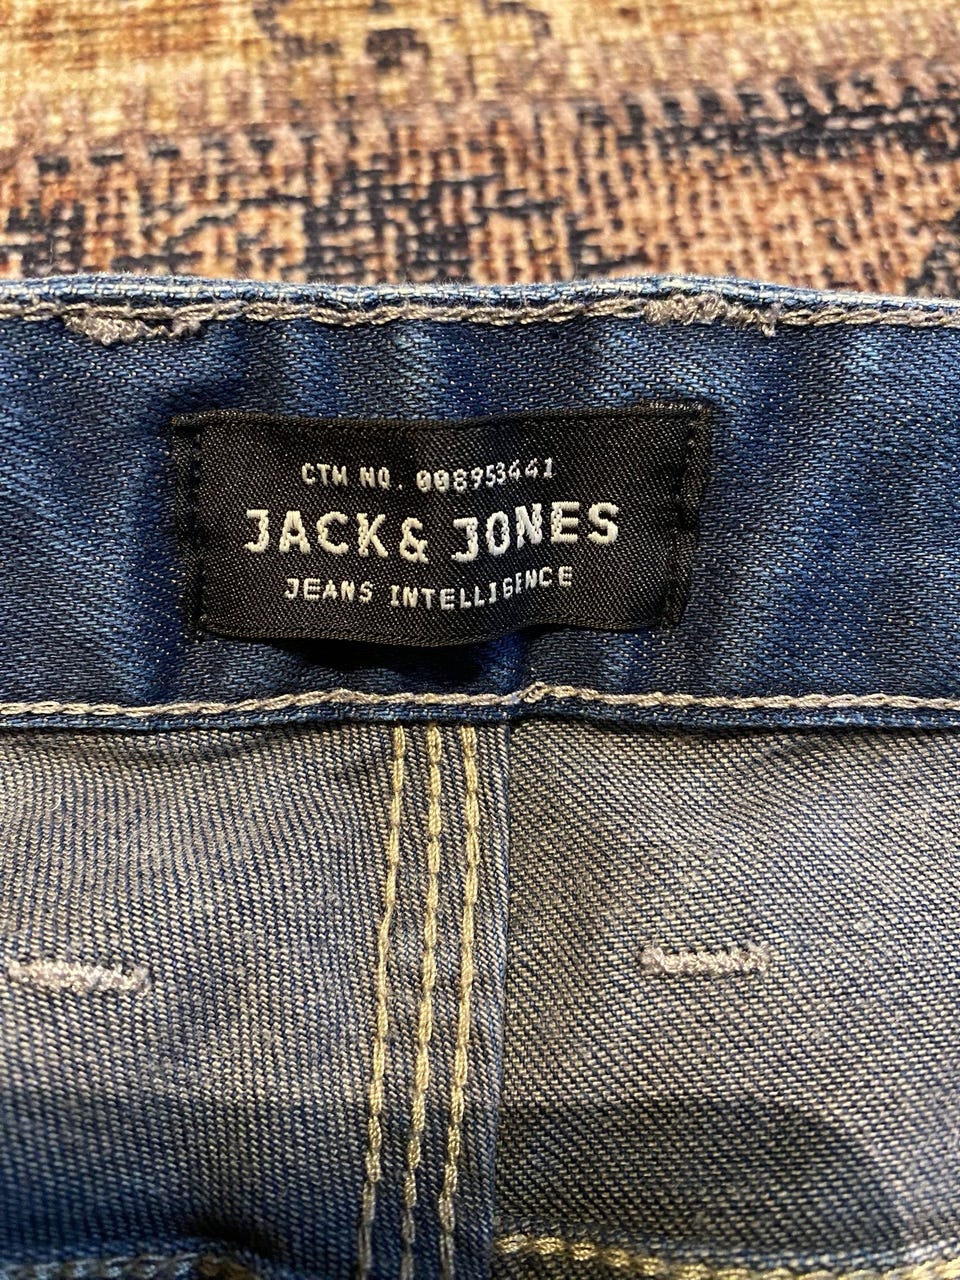 CTM NO. 008953441
JACK & JONES
JEANS INTELLIGENCE